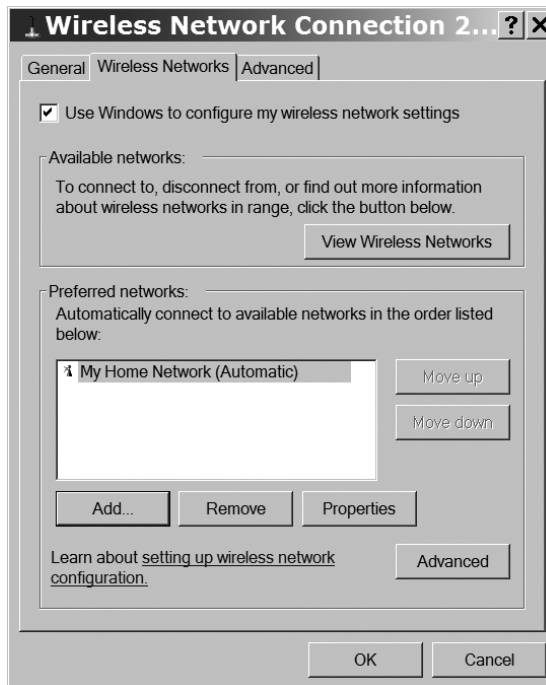 Wireless Network Connection 2...
General Wireless Networks Advanced
Use Windows to configure my wireless network settings
Available networks:
To connect to, disconnect from, or find out more information
about wireless networks in range, click the button below.
View Wireless Networks
Preferred networks:
Automatically connect to available networks in the order listed
below:
My Home Network (Automatic)
Move up
Move down
Add... Remove Properties
Learn about setting up wireless network
configuration.
Advanced
OK Cancel